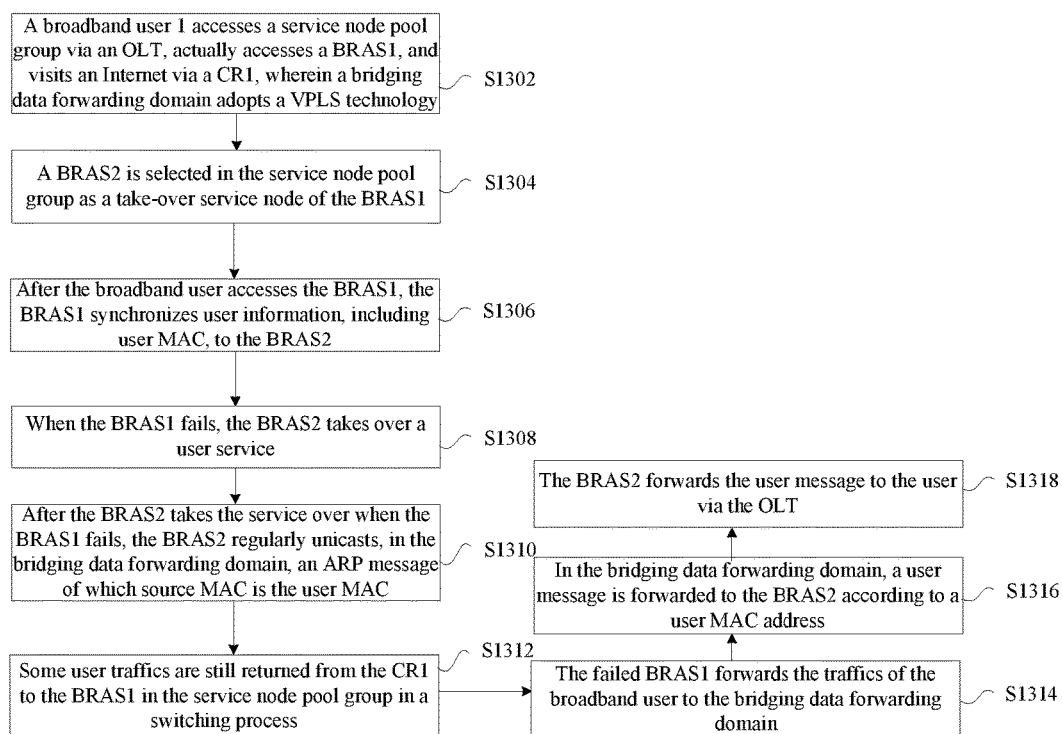 A broadband user 1 accesses a service node pool
group via an OLT, actually accesses a BRAS1, and
visits an Internet via a CR1, wherein a bridging
data forwarding domain adopts a VPLS technology
S1302
A BRAS2 is selected in the service node pool
group as a take-over service node of the BRAS1
S1304
After the broadband user accesses the BRAS1, the
BRAS1 synchronizes user information, including
user MAC, to the BRAS2
S1306
When the BRAS1 fails, the BRAS2 takes over a
user service
S1308
After the BRAS2 takes the service over when the
BRAS1 fails, the BRAS2 regularly unicasts, in the
bridging data forwarding domain, an ARP message
of which source MAC is the user MAC
S1310
Some user traffics are still returned from the CR1
to the BRAS1 in the service node pool group in a
switching process
S1312
The failed BRAS1 forwards the traffics of the
broadband user to the bridging data forwarding
domain
S1314
In the bridging data forwarding domain, a user
message is forwarded to the BRAS2 according to a
user MAC address
S1316
The BRAS2 forwards the user message to the user
via the OLT
S1318